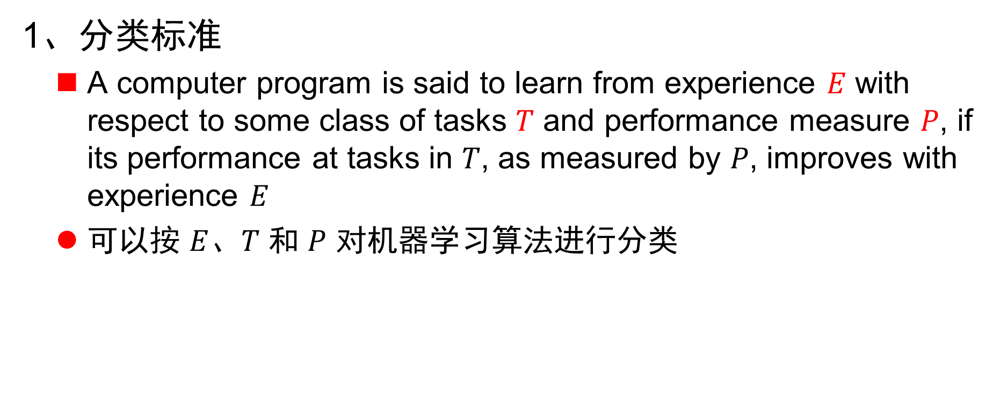 1、分类标准
A computer program is said to learn from experience E with
respect to some class of tasks T and performance measure P, if
its performance at tasks in T, as measured by P, improves with
experience E
可以按 E、T 和 P 对机器学习算法进行分类